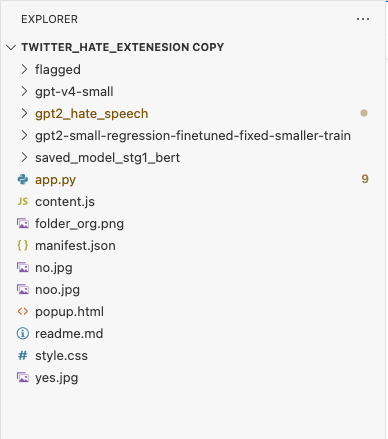 EXPLORER
TWITTER_HATE_EXTENESION COPY
flagged
gpt-v4-small
gpt2_hate_speech
gpt2-small-regression-finetuned-fixed-smaller-train
saved_model_stg1_bert
app.py 9
JS content.js
folder_org.png
{ } manifest.json
no.jpg
noo.jpg
<> popup.html
readme.md
# style.css
yes.jpg